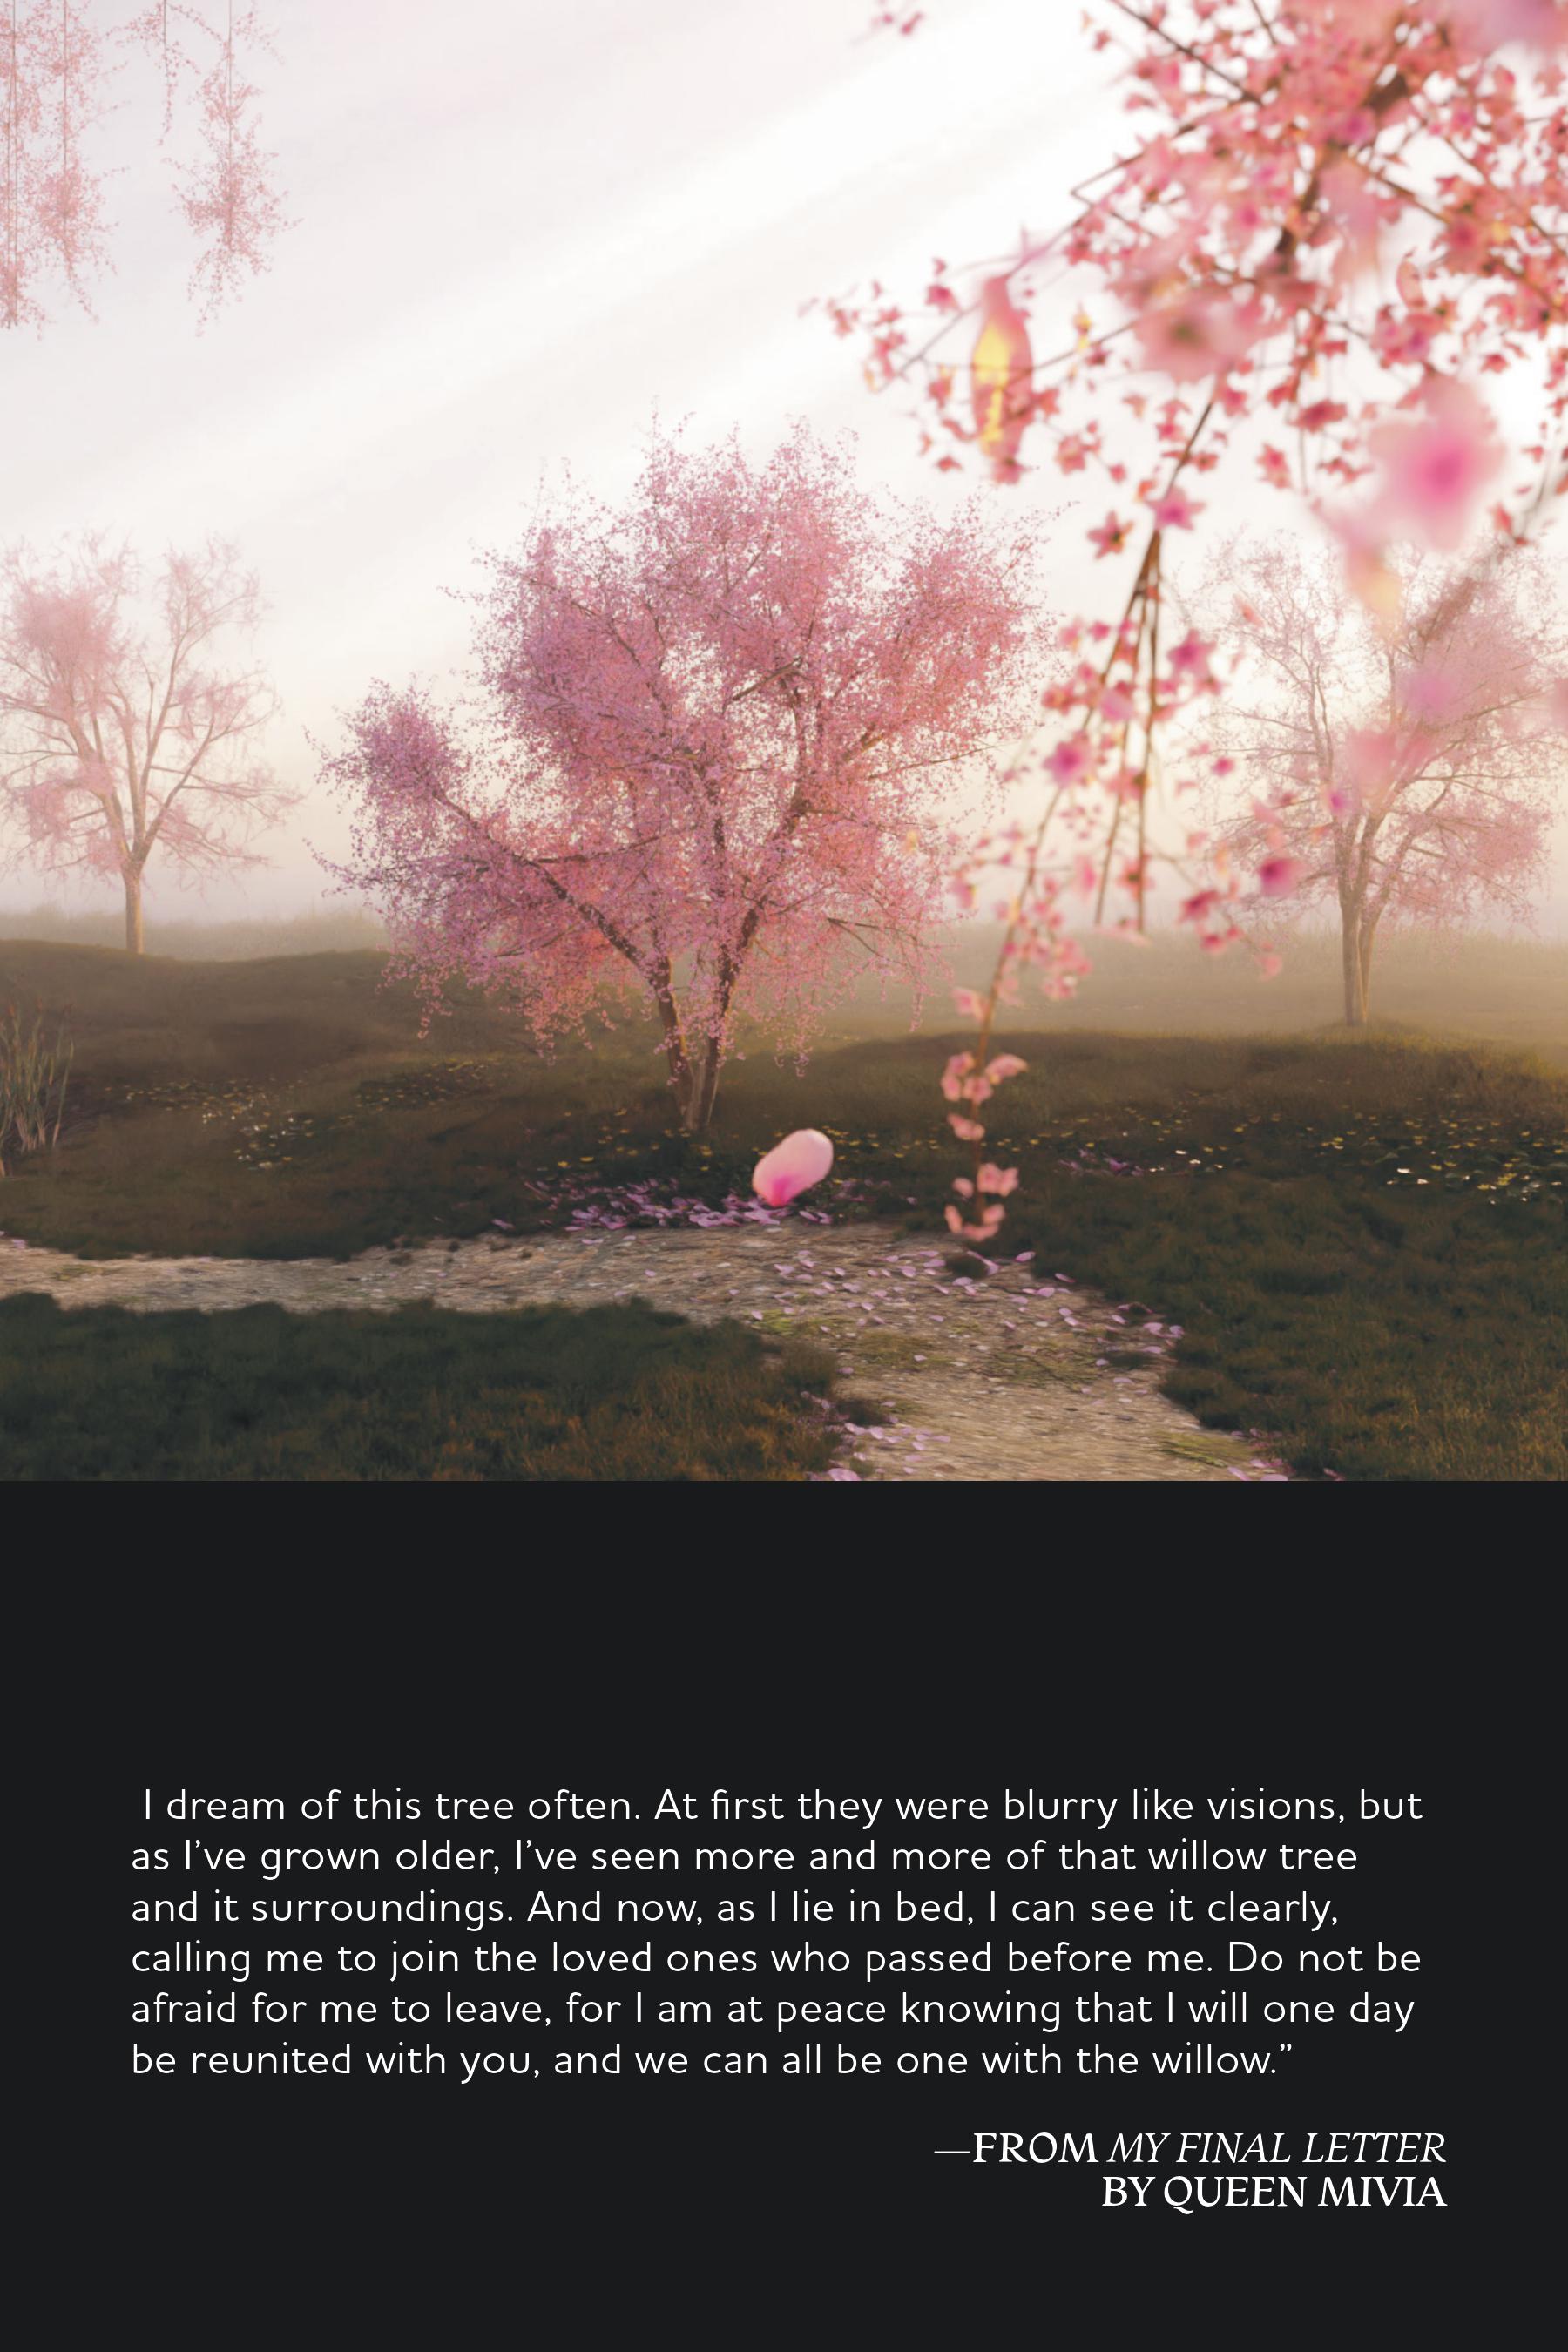 I dream of this tree often. At first they were blurry like visions, but
as I’ve grown older, I’ve seen more and more of that willow tree
and it surroundings. And now, as I lie in bed, I can see it clearly,
calling me to join the loved ones who passed before me. Do not be
afraid for me to leave, for I am at peace knowing that I will one day
be reunited with you, and we can all be one with the willow.”
—FROM MY FINAL LETTER
BY QUEEN MIVIA